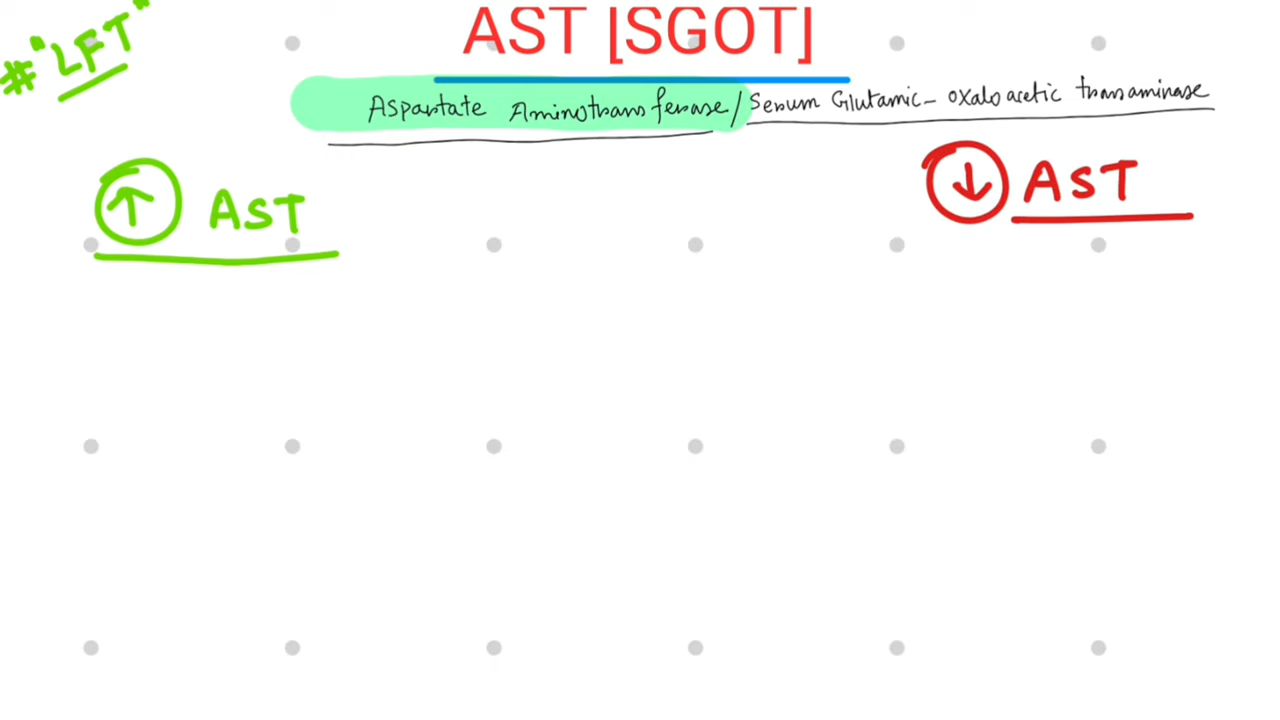 # "LFT"
AST [SGOT]
Aspartate Aminotransferase / Serum Glutamic-oxaloacetic transaminase
↑ AST
↓ AST